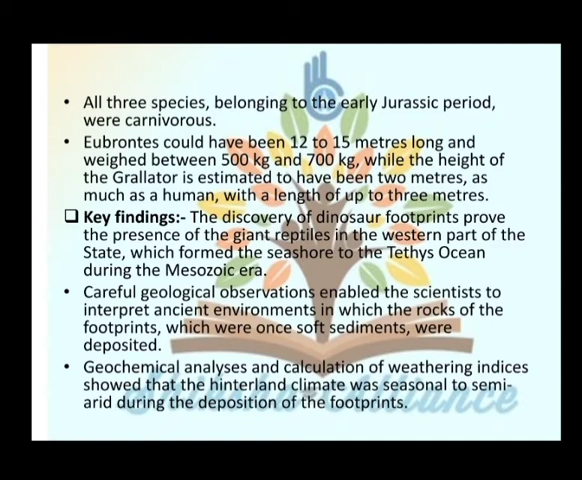 • All three species, belonging to the early Jurassic period,
were carnivorous.
• Eubrontes could have been 12 to 15 metres long and
weighed between 500 kg and 700 kg, while the height of
the Grallator is estimated to have been two metres, as
much as a human, with a length of up to three metres.
❑ Key findings:- The discovery of dinosaur footprints prove
the presence of the giant reptiles in the western part of the
State, which formed the seashore to the Tethys Ocean
during the Mesozoic era.
• Careful geological observations enabled the scientists to
interpret ancient environments in which the rocks of the
footprints, which were once soft sediments, were
deposited.
• Geochemical analyses and calculation of weathering indices
showed that the hinterland climate was seasonal to semi-
arid during the deposition of the footprints.